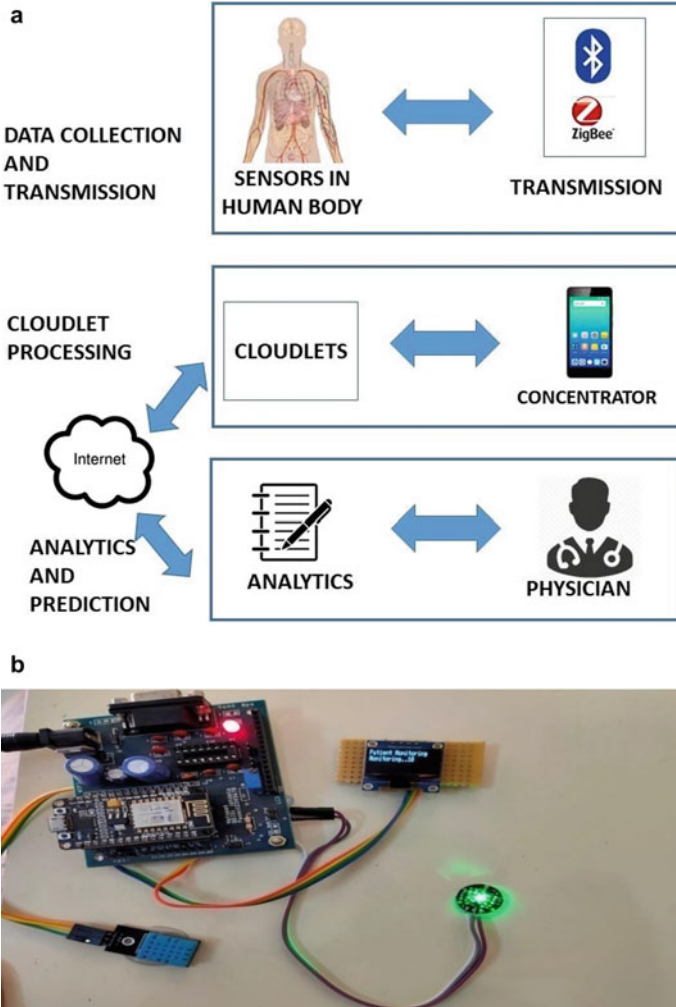 a
DATA COLLECTION
AND
TRANSMISSION
SENSORS IN
HUMAN BODY
ZigBee®
TRANSMISSION
CLOUDLET
PROCESSING
CLOUDLETS
CONCENTRATOR
Internet
ANALYTICS
AND
PREDICTION
ANALYTICS
PHYSICIAN
b
Patient Monitoring